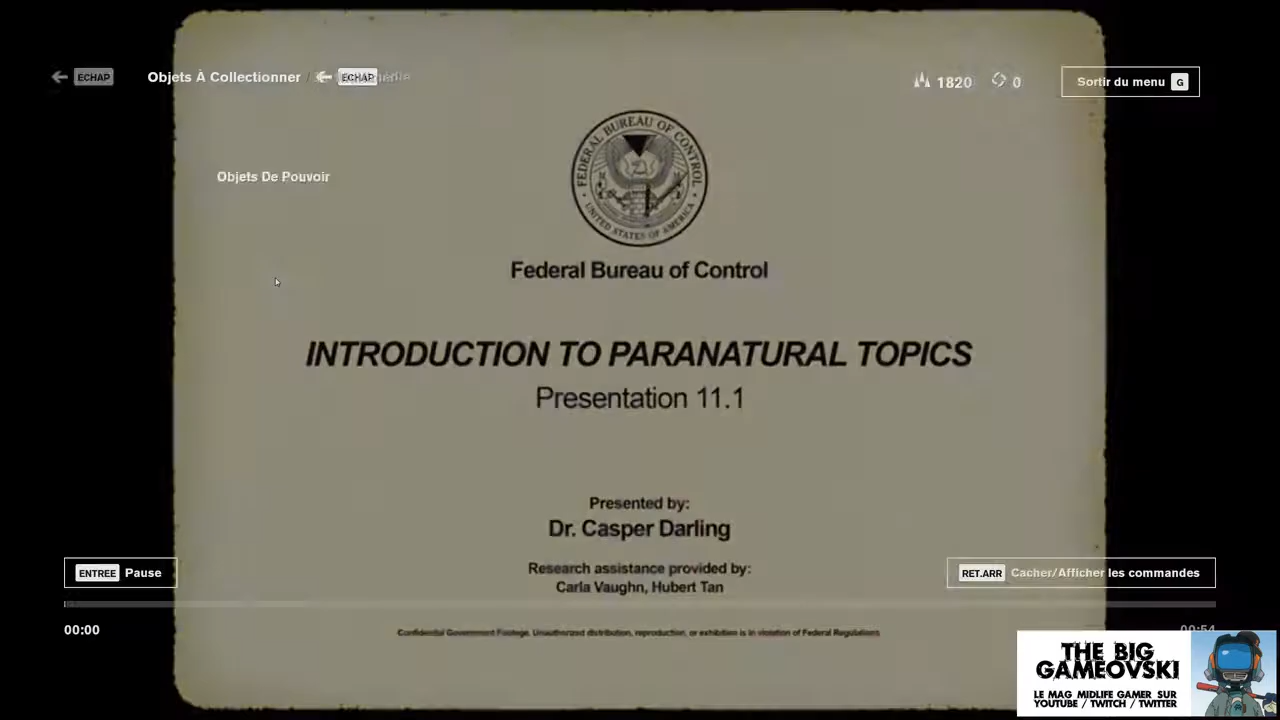 ECHAP
Objets À Collectionner /
ECHAP
1820
0
Sortir du menu G
FEDERAL BUREAU OF CONTROL
UNITED STATES OF AMERICA
Objets De Pouvoir
Federal Bureau of Control
INTRODUCTION TO PARANATURAL TOPICS
Presentation 11.1
Presented by:
Dr. Casper Darling
Research assistance provided by:
Carla Vaughn, Hubert Tan
ENTREE Pause
RET.ARR Cacher/Afficher les commandes
00:00
00:54
Confidential Government Footage. Unauthorized distribution, reproduction, or exhibition is in violation of Federal Regulations
THE BIG
GAMEOVSKI
LE MAG MIDLIFE GAMER SUR
YOUTUBE / TWITCH / TWITTER